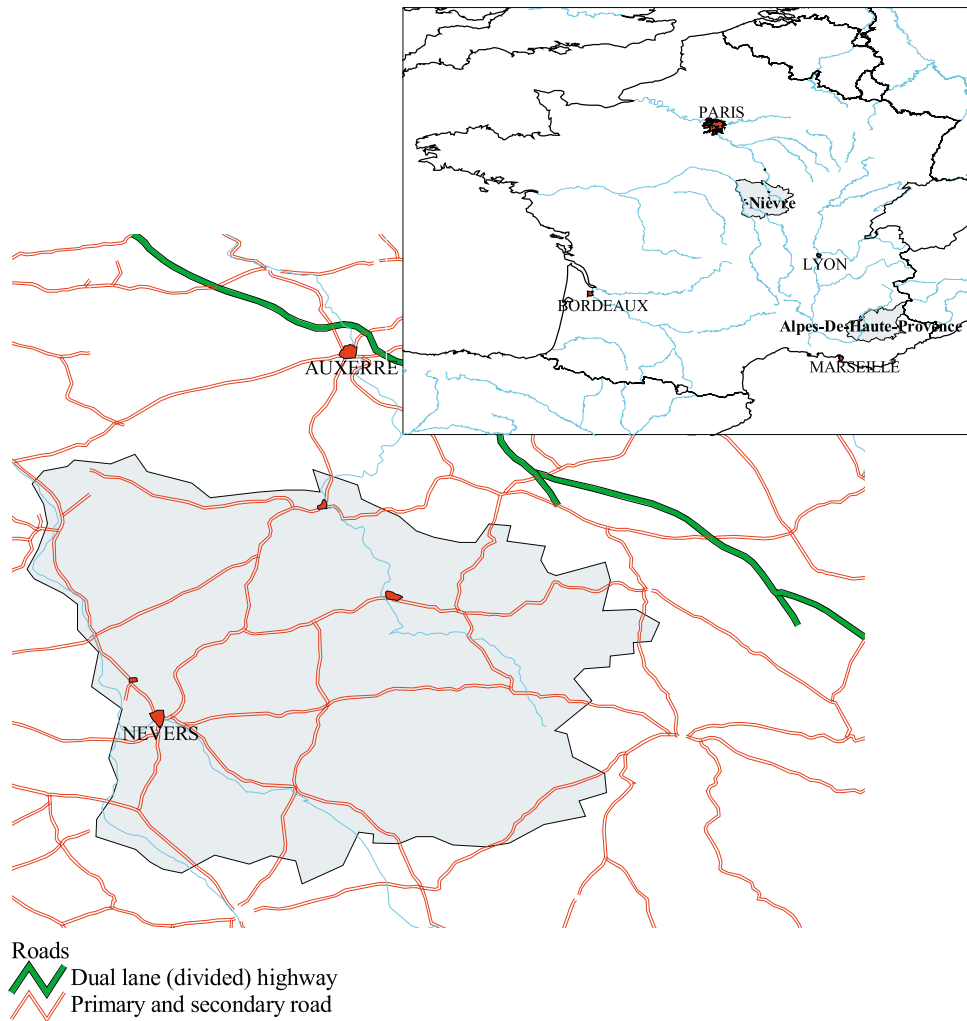 PARIS
Nièvre
LYON
BORDEAUX
Alpes-De-Haute-Provence
MARSEILLE
AUXERRE
NEVERS
Roads
Dual lane (divided) highway
Primary and secondary road